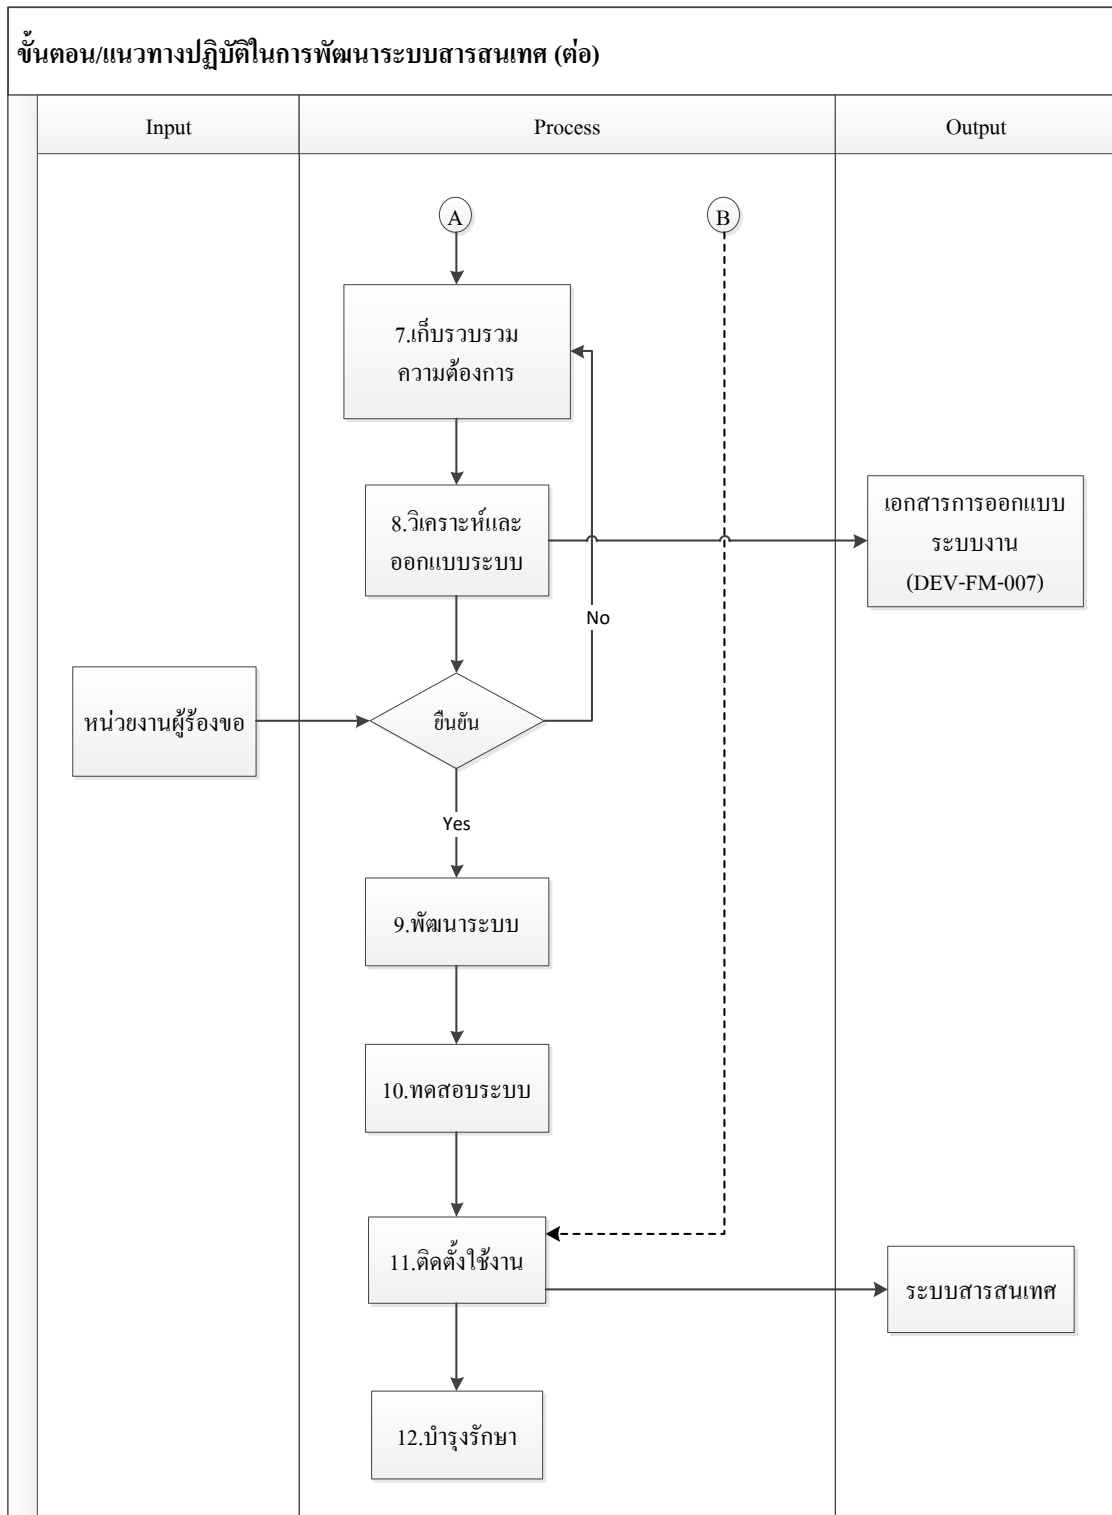 ขั้นตอน/แนวทางปฏิบัติในการพัฒนาระบบสารสนเทศ (ต่อ)
Input
Process
Output
A
B
7.เก็บรวบรวม
ความต้องการ
8.วิเคราะห์และ
ออกแบบระบบ
เอกสารการออกแบบ
ระบบงาน
(DEV-FM-007)
No
หน่วยงานผู้ร้องขอ
ยืนยัน
Yes
9.พัฒนาระบบ
10.ทดสอบระบบ
11.ติดตั้งใช้งาน
ระบบสารสนเทศ
12.บำรุงรักษา